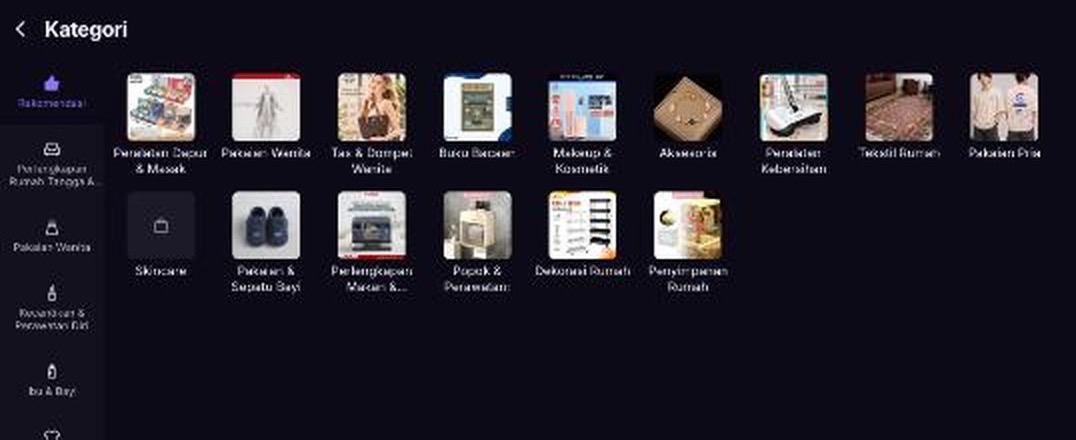 Kategori
Rekomendasi
Perlengkapan
Rumah Tangga &...
Pakaian Wanita
Kecantikan &
Perawatan Diri
Ibu & Bayi
Peralatan Dapur
& Masak
Pakaian Wanita
Tas & Dompet
Wanita
Buku Bacaan
Makeup &
Kosmetik
Aksesoris
Peralatan
Kebersihan
Tekstil Rumah
Pakaian Pria
Skincare
Pakaian &
Sepatu Bayi
Perlengkapan
Makan &...
Popok &
Perawatan
Dekorasi Rumah
Penyimpanan
Rumah